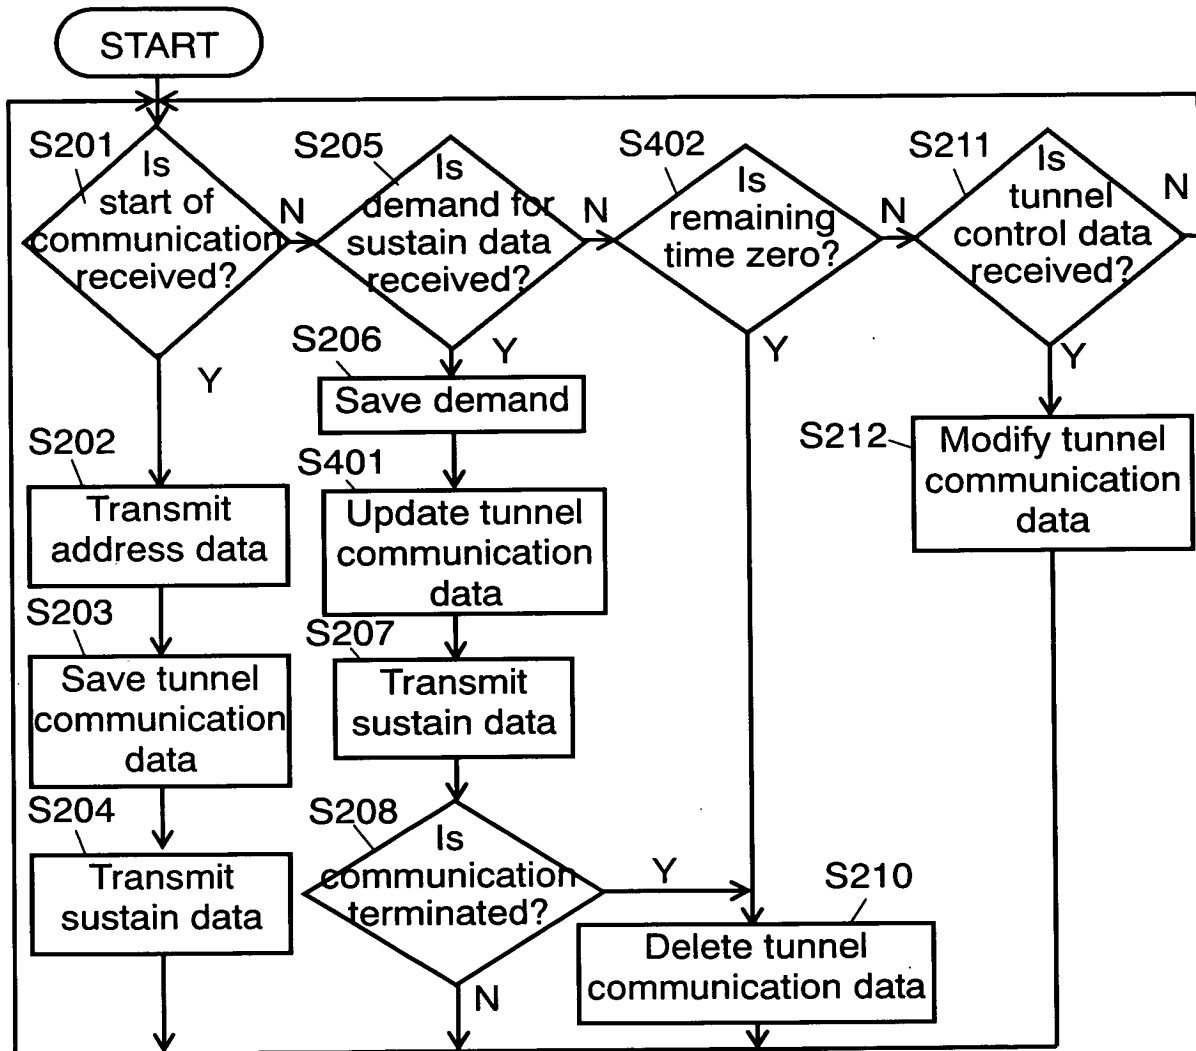 START
S201
Is
start of
communication
received?
N
Y
S205
Is
demand for
sustain data
received?
N
Y
S402
Is
remaining
time zero?
N
Y
S211
Is
tunnel
control data
received?
N
Y
S206
Save demand
S202
Transmit
address data
S401
Update tunnel
communication
data
S212
Modify tunnel
communication
data
S203
Save tunnel
communication
data
S207
Transmit
sustain data
S204
Transmit
sustain data
S208
Is
communication
terminated?
Y
N
S210
Delete tunnel
communication data